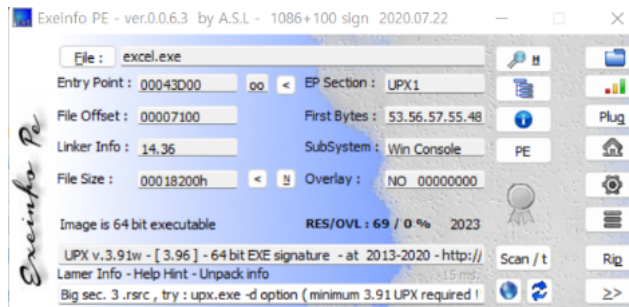 Exeinfo PE - ver.0.0.6.3 by A.S.L - 1086+100 sign 2020.07.22
File : excel.exe H
Entry Point : 00043D00 oo < EP Section : UPX1
File Offset : 00007100 First Bytes : 53.56.57.55.48 Plug
Linker Info : 14.36 SubSystem : Win Console PE
File Size : 00018200h < N Overlay : NO 00000000
Image is 64 bit executable RES/OVL : 69 / 0 % 2023
UPX v.3.91w - [ 3.96 ] - 64 bit EXE signature - at 2013-2020 - http:// Scan / t Rip
Lamer Info - Help Hint - Unpack info 15 ms.
Big sec. 3 .rsrc , try : upx.exe -d option ( minimum 3.91 UPX required ! >>
Exeinfo Pe